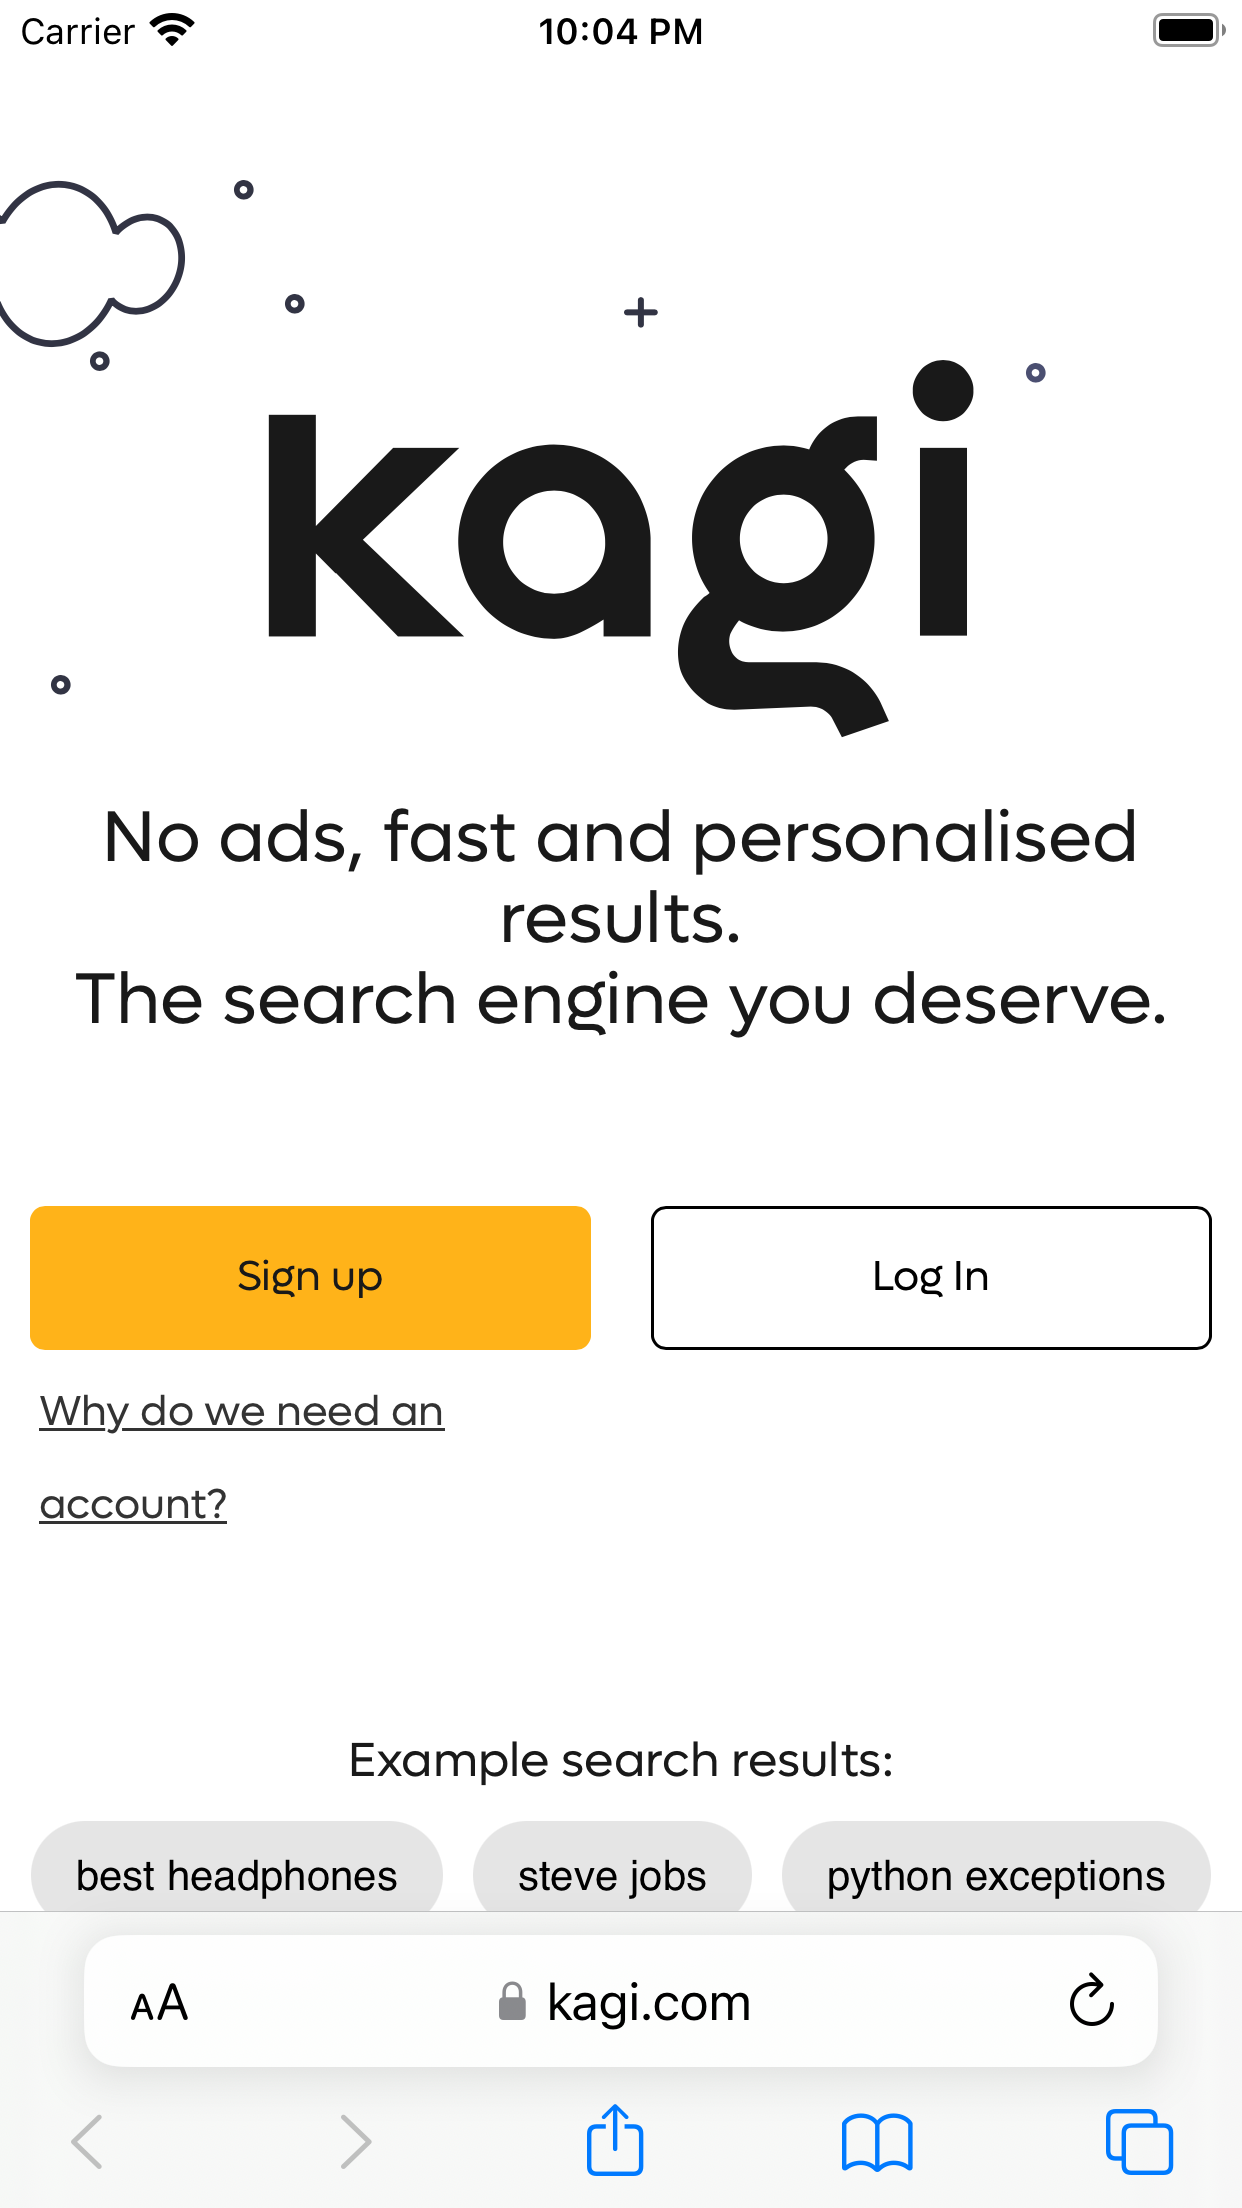 Carrier
10:04 PM
kagi
No ads, fast and personalised
results.
The search engine you deserve.
Sign up
Log In
Why do we need an
account?
Example search results:
best headphones
steve jobs
python exceptions
AA
kagi.com